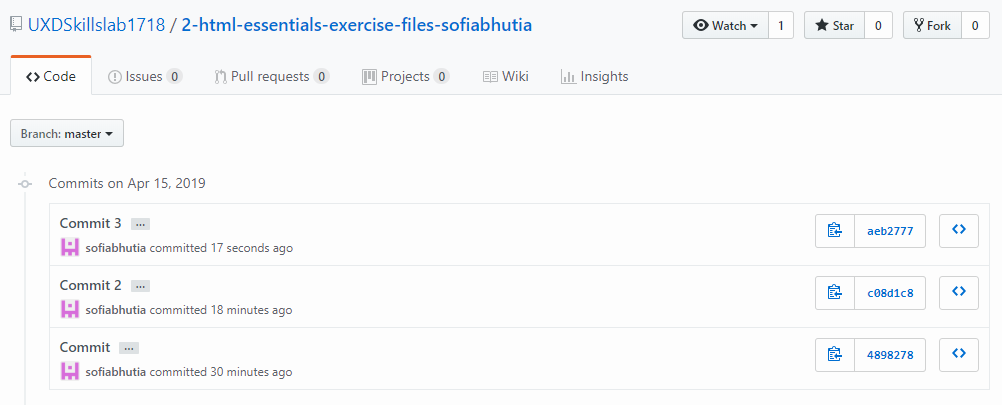 UXDSkillslab1718 / 2-html-essentials-exercise-files-sofiabhutia
Watch 1 Star 0 Fork 0
Code Issues 0 Pull requests 0 Projects 0 Wiki Insights
Branch: master
Commits on Apr 15, 2019
Commit 3 ...
aeb2777
sofiabhutia committed 17 seconds ago
Commit 2 ...
c08d1c8
sofiabhutia committed 18 minutes ago
Commit ...
4898278
sofiabhutia committed 30 minutes ago